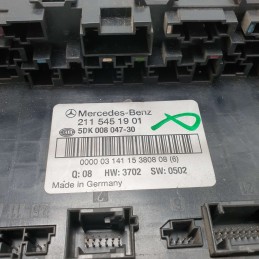 Mercedes-Benz
211 545 19 01
5DK 008 047-30
0000 03 141 15 3808 08 (6)
Q: 08 HW: 3702 SW: 0502
Made in Germany